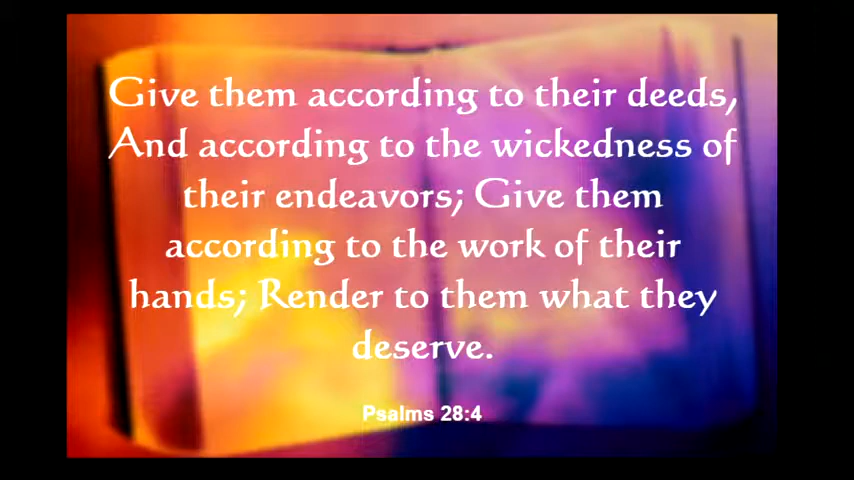 Give them according to their deeds,
And according to the wickedness of
their endeavors; Give them
according to the work of their
hands; Render to them what they
deserve.
Psalms 28:4